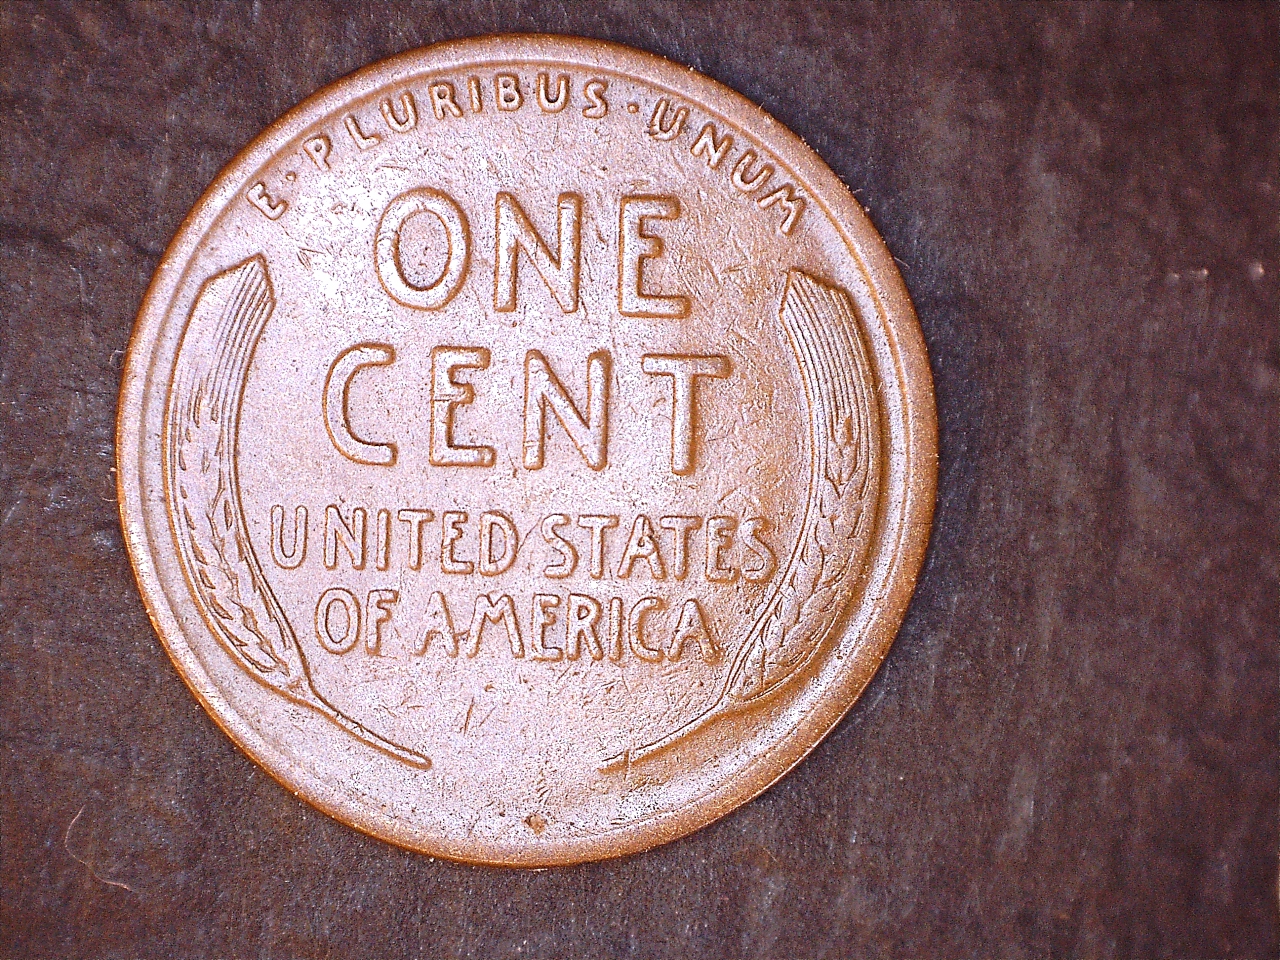 E · PLURIBUS · UNUM
ONE
CENT
UNITED STATES
OF AMERICA